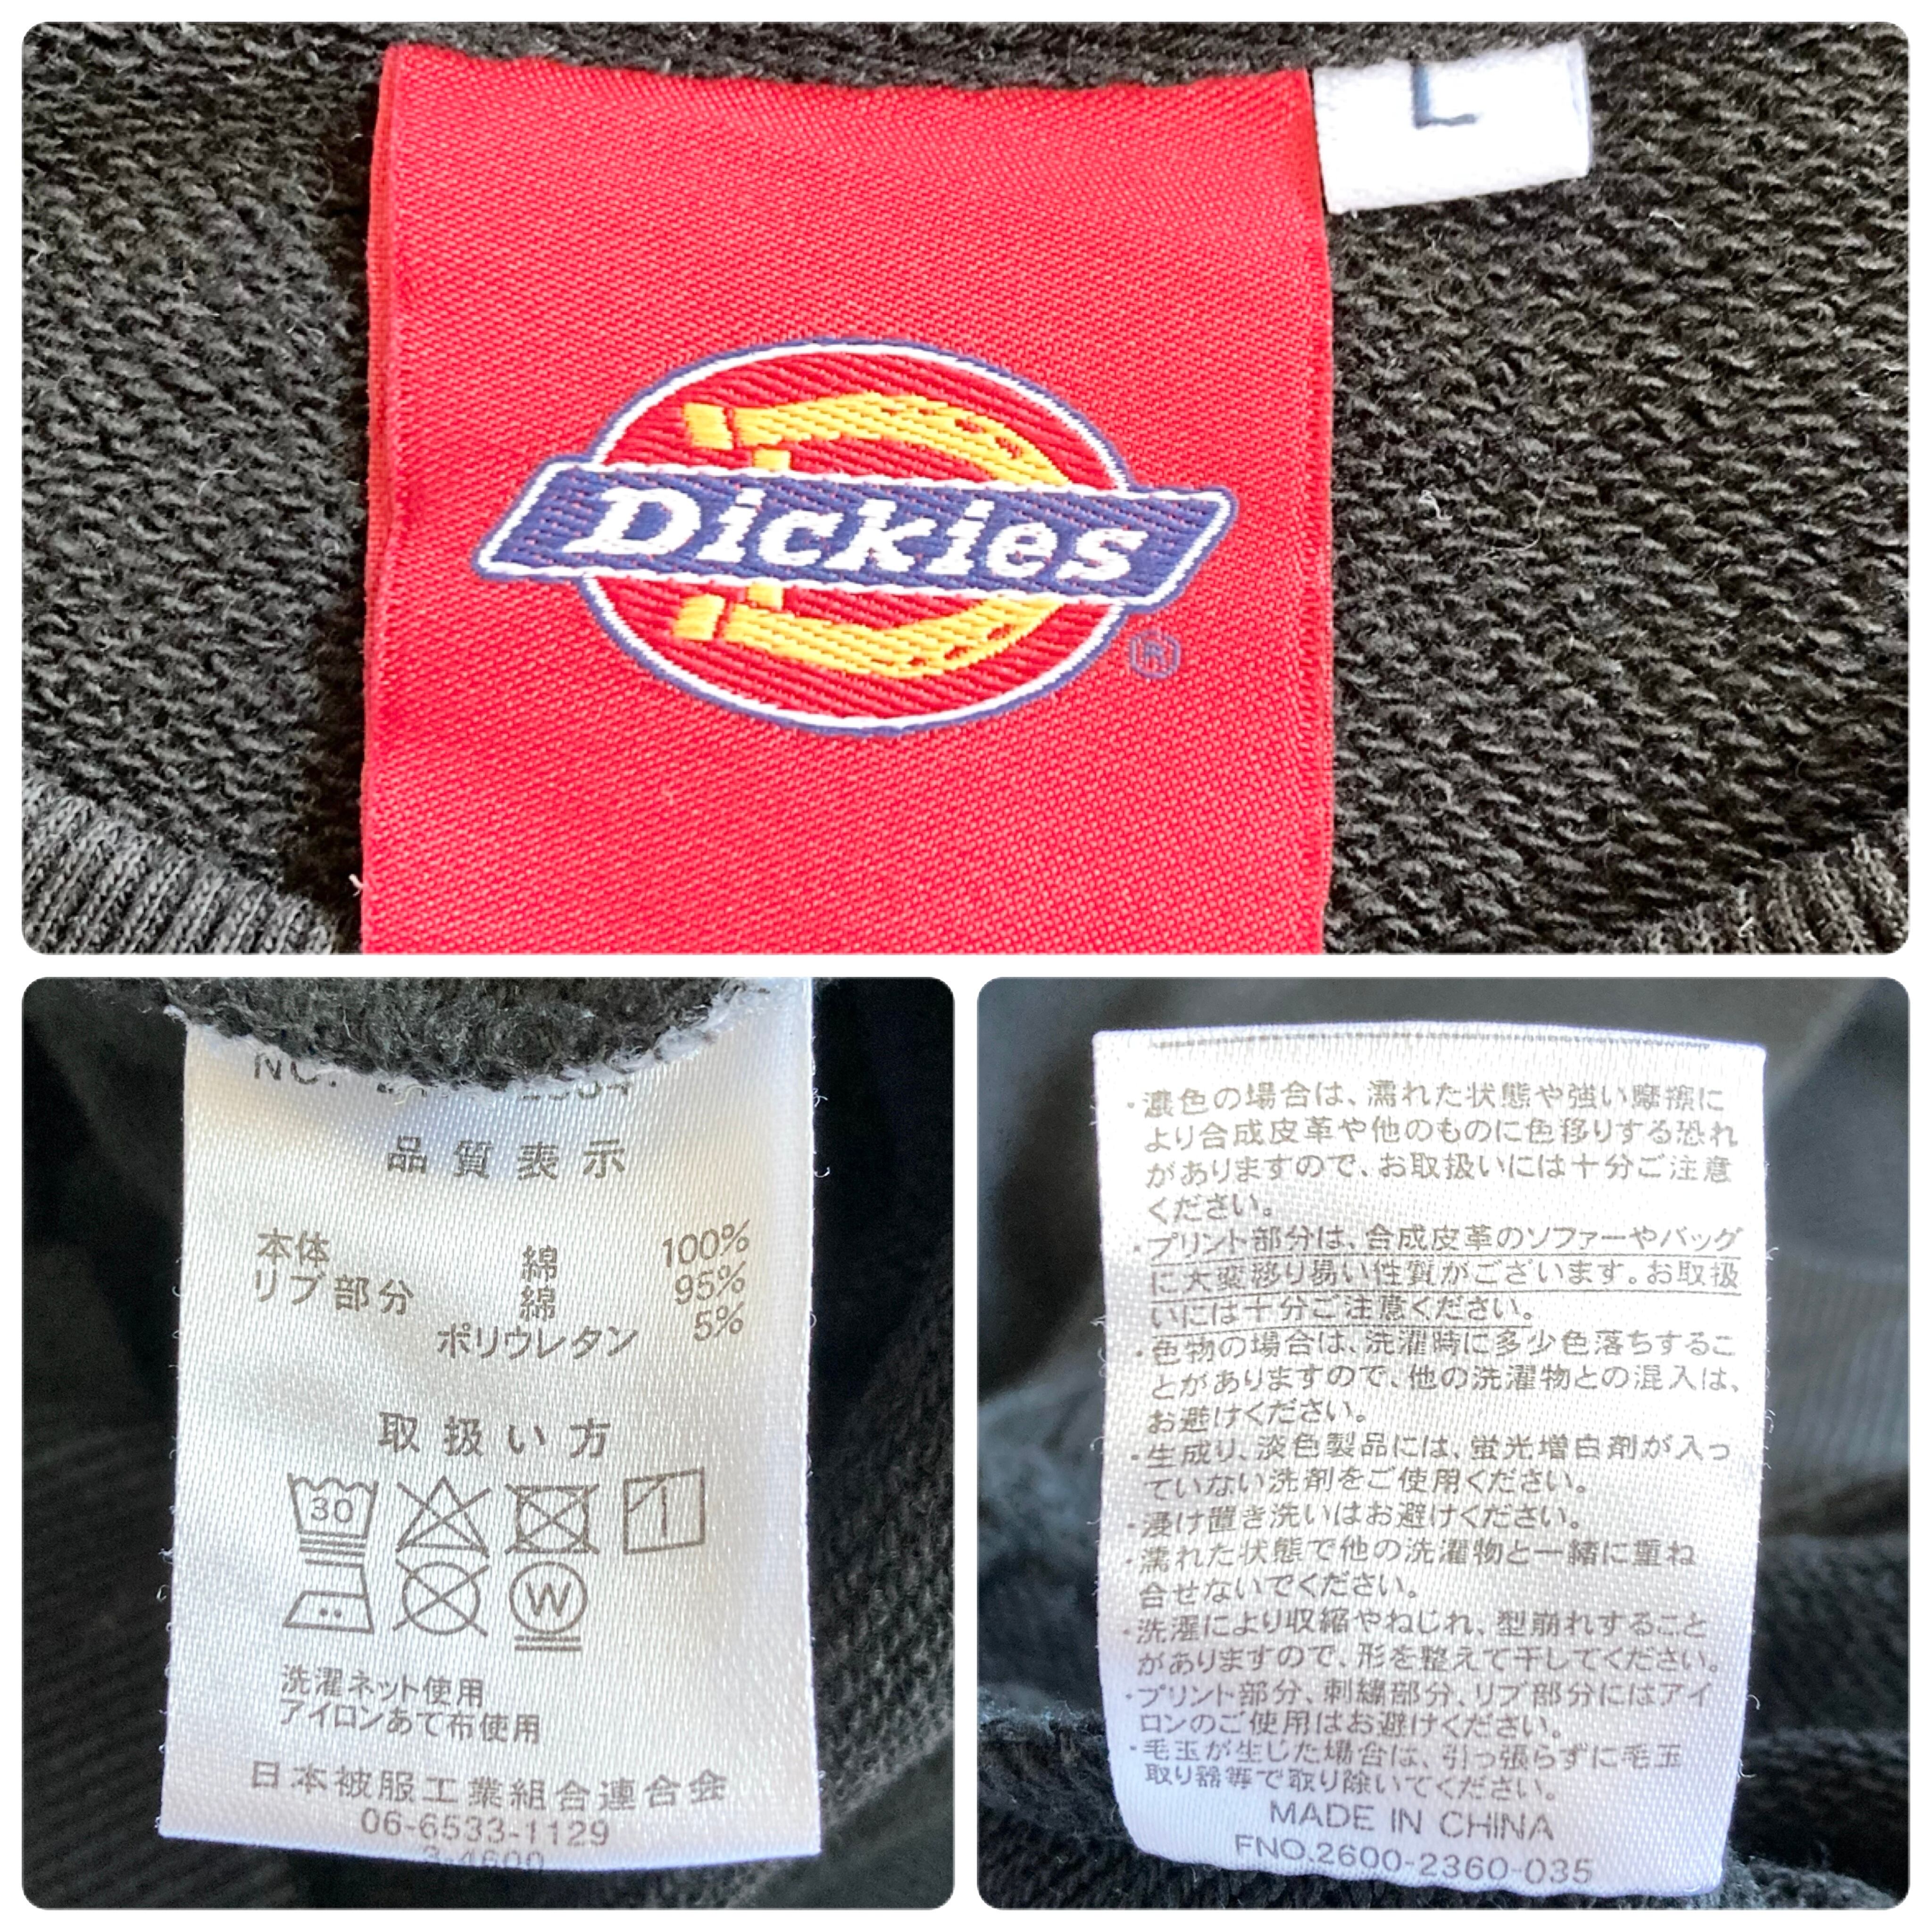 L
Dickies
®
品質表示
本体 綿 100%
リブ部分 綿 95%
ポリウレタン 5%
取扱い方
30
W
洗濯ネット使用
アイロンあて布使用
日本被服工業組合連合会
06-6533-1129
3-4600
・濃色の場合は、濡れた状態や強い摩擦に
より合成皮革や他のものに色移りする恐れ
がありますので、お取扱いには十分ご注意
ください。
・プリント部分は、合成皮革のソファーやバッグ
に大変移り易い性質がございます。お取扱
いには十分ご注意ください。
・色物の場合は、洗濯時に多少色落ちするこ
とがありますので、他の洗濯物との混入は、
お避けください。
・生成り、淡色製品には、蛍光増白剤が入っ
ていない洗剤をご使用ください。
・浸け置き洗いはお避けください。
・濡れた状態で他の洗濯物と一緒に重ね
合せないでください。
・洗濯により収縮やねじれ、型崩れすること
がありますので、形を整えて干してください。
・プリント部分、刺繍部分、リブ部分にはアイ
ロンのご使用はお避けください。
・毛玉が生じた場合は、引っ張らずに毛玉
取り器等で取り除いてください。
MADE IN CHINA
FNO.2600-2360-035